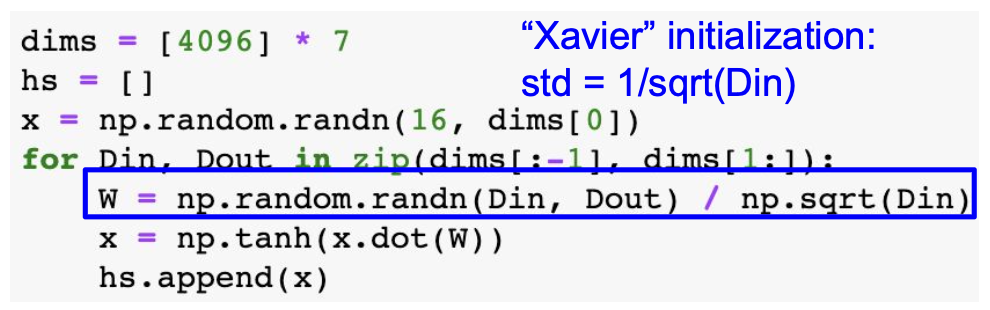 dims = [4096] * 7
"Xavier" initialization:
hs = []
std = 1/sqrt(Din)
x = np.random.randn(16, dims[0])
for Din, Dout in zip(dims[:-1], dims[1:]):
    W = np.random.randn(Din, Dout) / np.sqrt(Din)
    x = np.tanh(x.dot(W))
    hs.append(x)